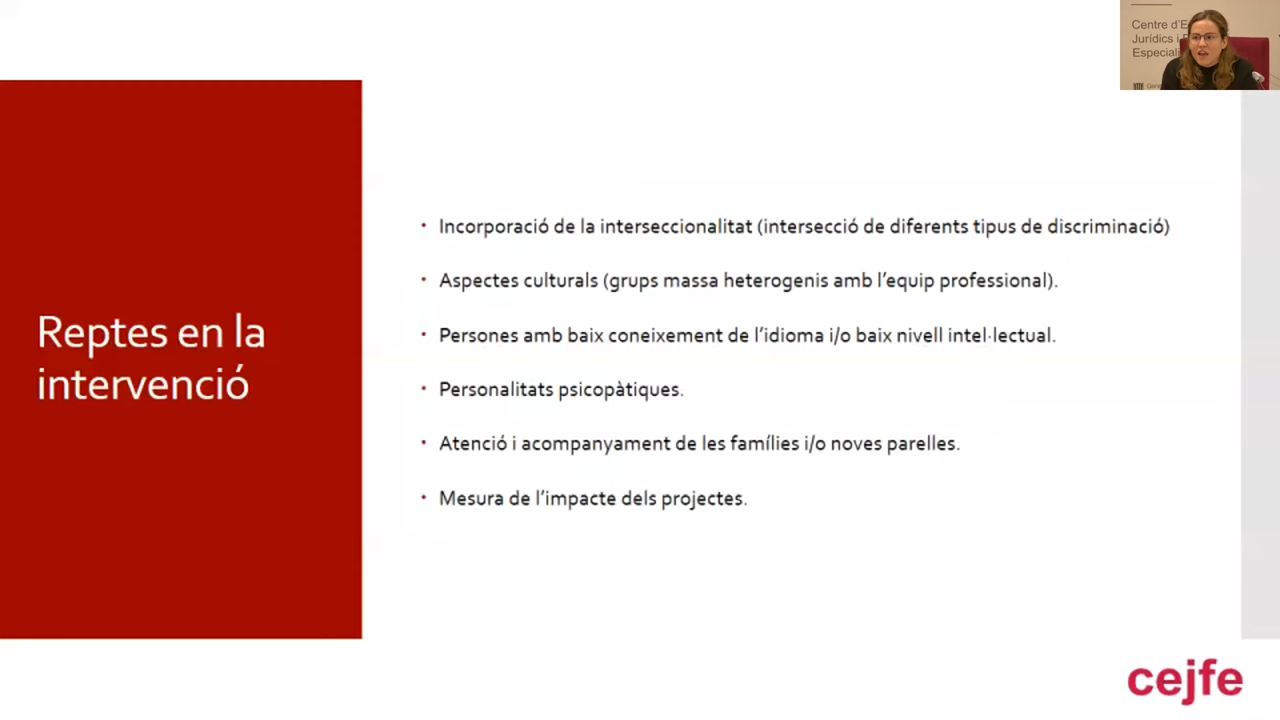 Centre d'E
Jurídics i
Especiali
Reptes en la
intervenció
• Incorporació de la interseccionalitat (intersecció de diferents tipus de discriminació)
• Aspectes culturals (grups massa heterogenis amb l'equip professional).
• Persones amb baix coneixement de l'idioma i/o baix nivell intel·lectual.
• Personalitats psicopàtiques.
• Atenció i acompanyament de les famílies i/o noves parelles.
• Mesura de l'impacte dels projectes.
cejfe